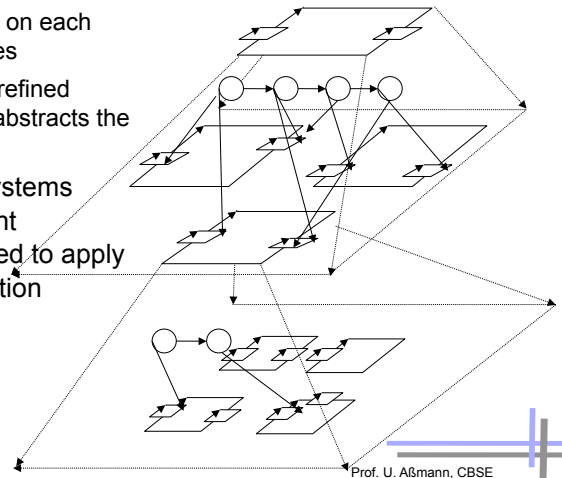 on each
es
refined
abstracts the
ystems
nt
ed to apply
tion
Prof. U. Aßmann, CBSE